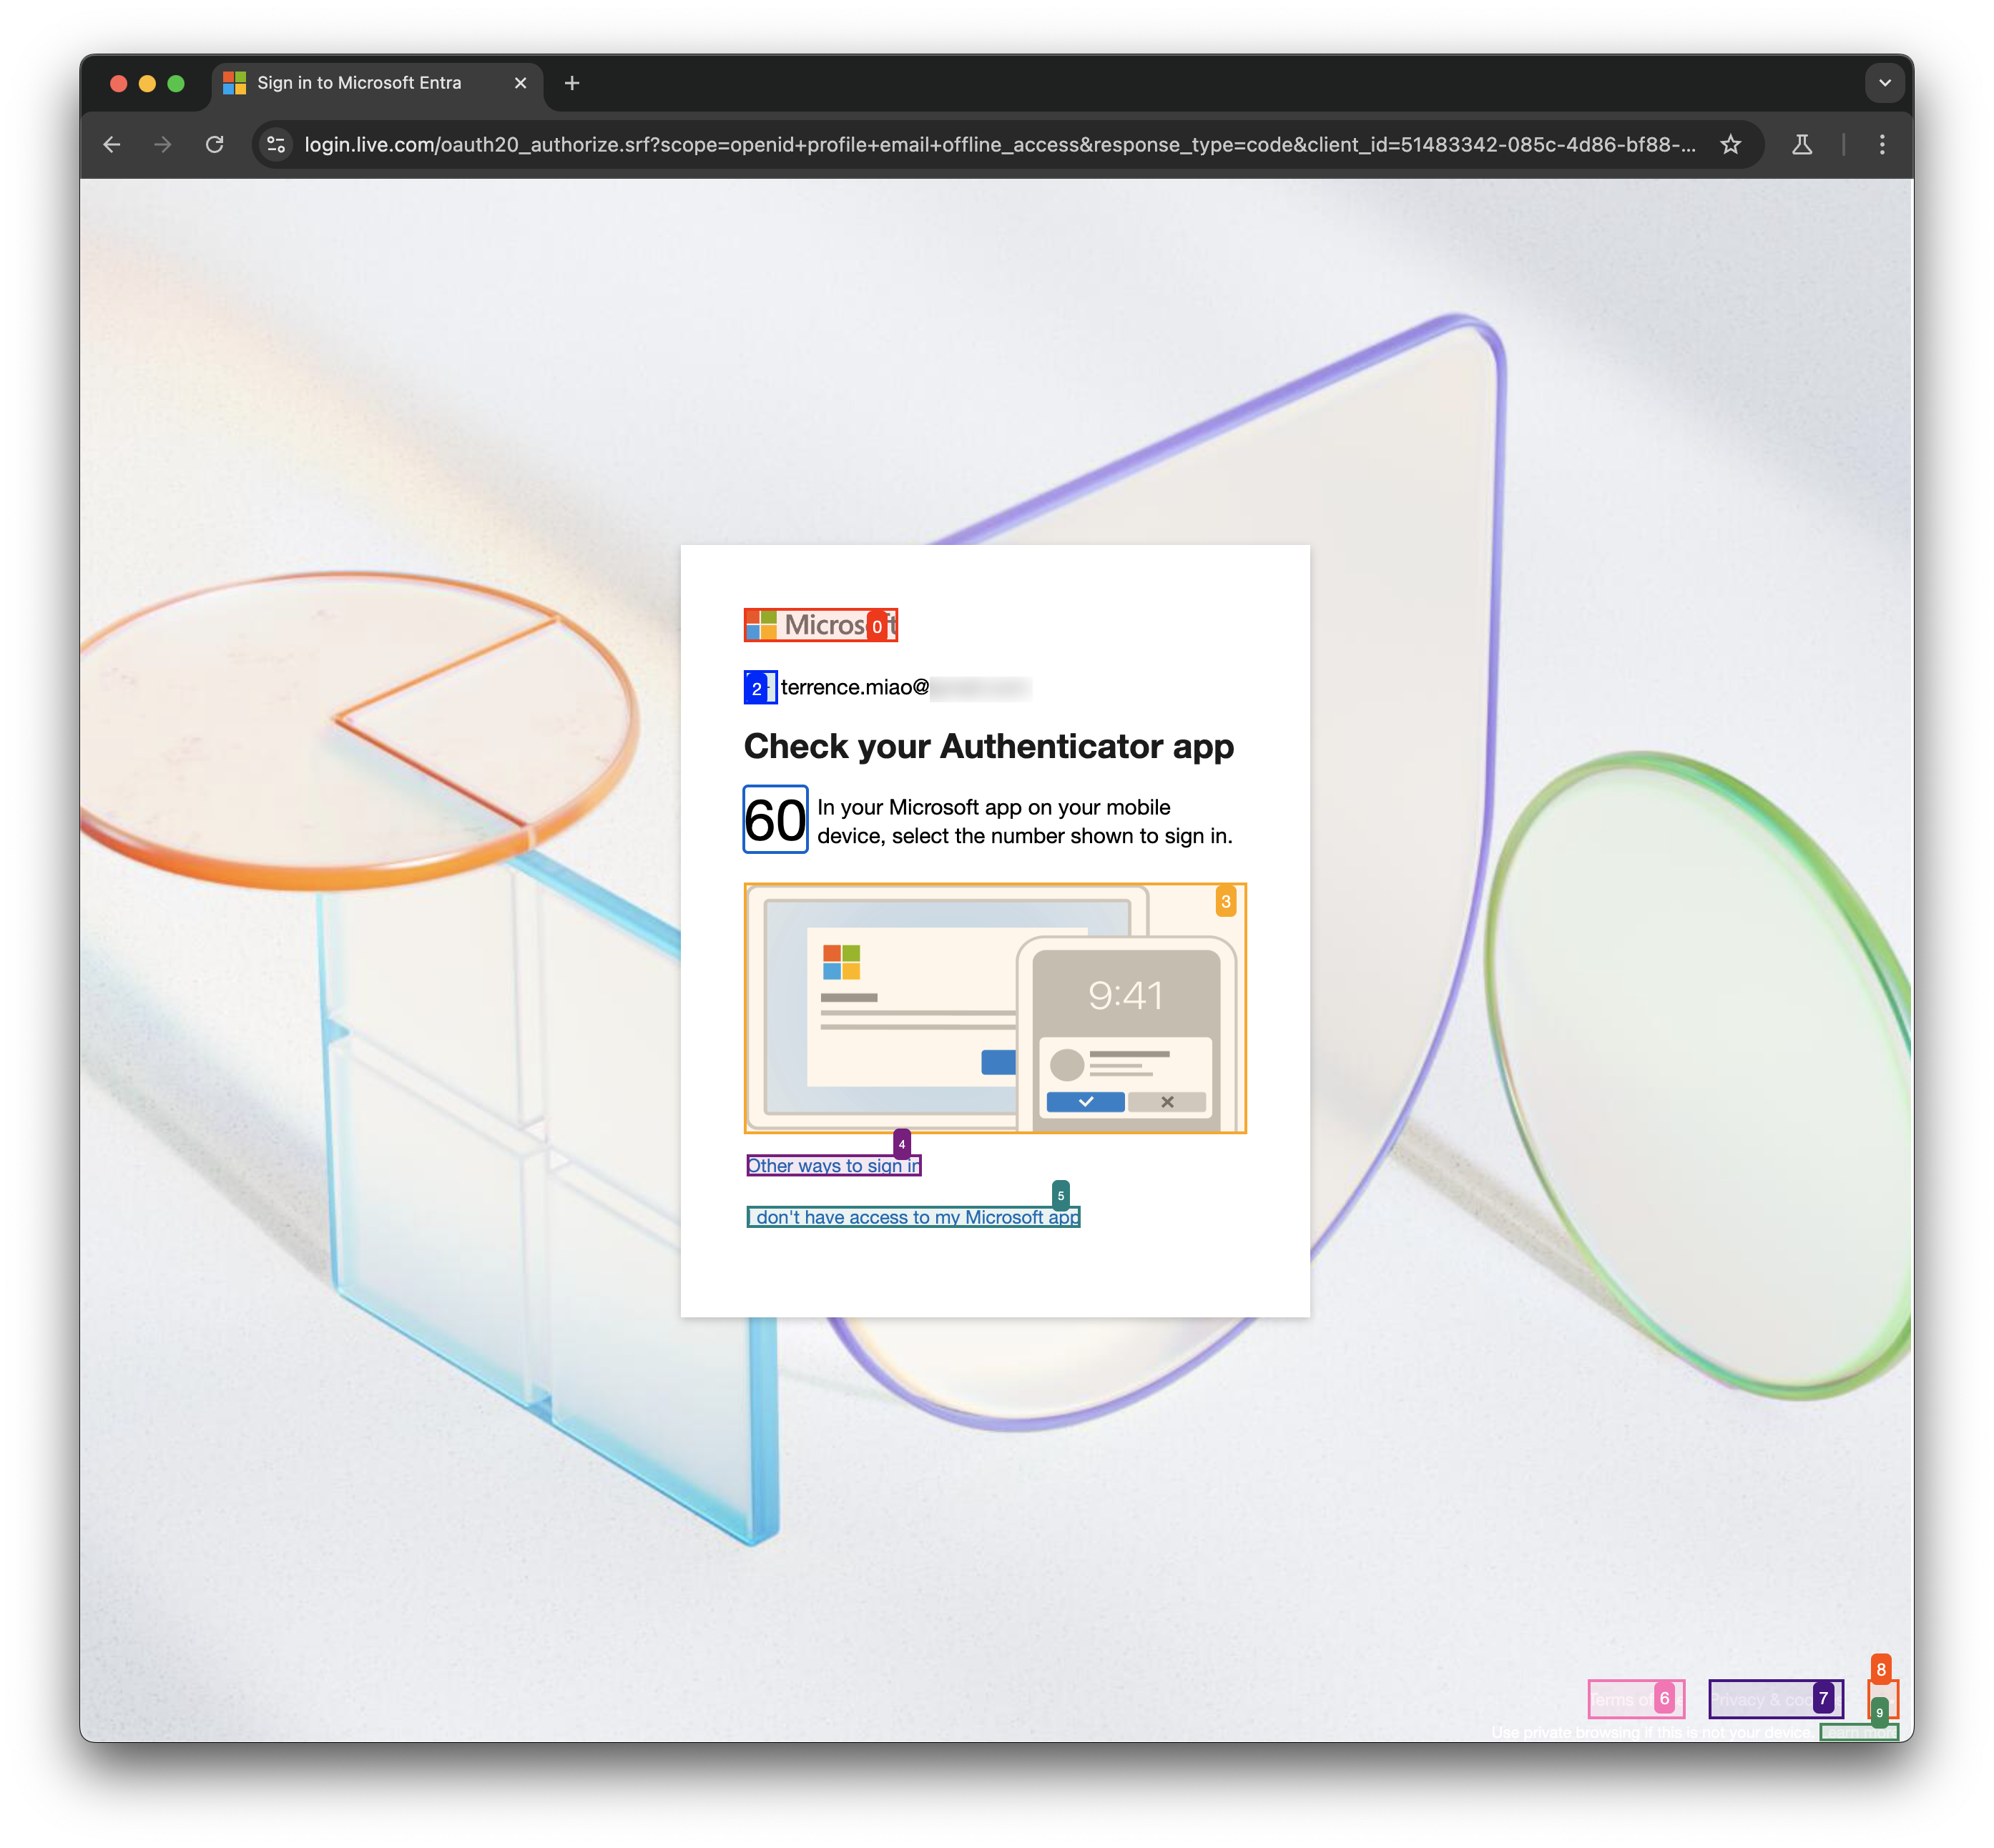 Sign in to Microsoft Entra
login.live.com/oauth20_authorize.srf?scope=openid+profile+email+offline_access&response_type=code&client_id=51483342-085c-4d86-bf88-...
Microsoft 0
2 terrence.miao@
Check your Authenticator app
60 In your Microsoft app on your mobile
device, select the number shown to sign in.
3
9:41
4
Other ways to sign in
5
I don't have access to my Microsoft app
8
Terms of 6 Privacy & 7
9
Use private browsing if this is not your device. Learn more